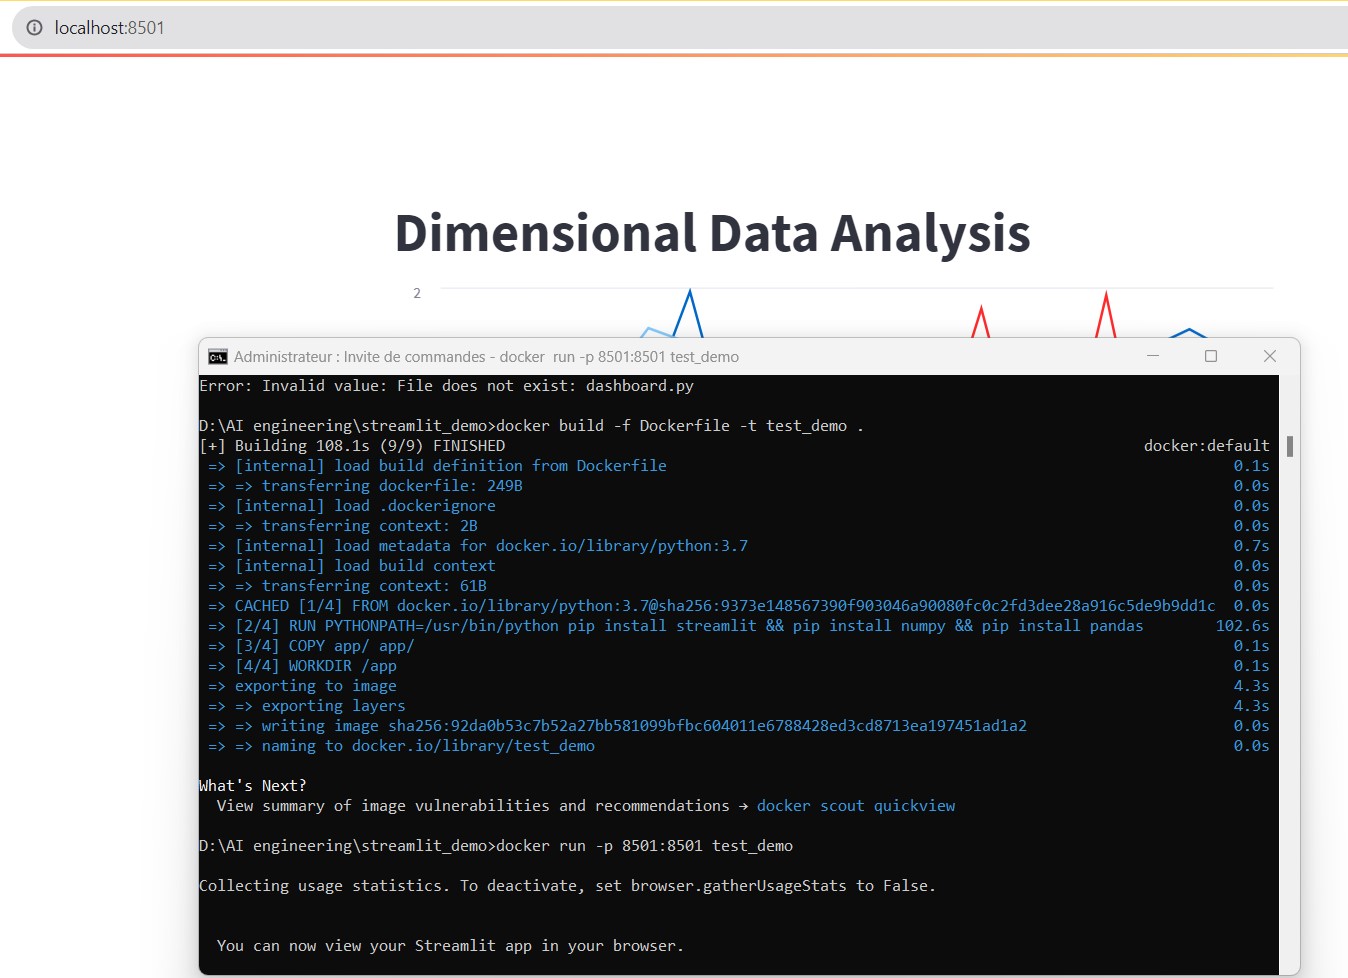 localhost:8501
Dimensional Data Analysis
2
Administrateur : Invite de commandes - docker  run -p 8501:8501 test_demo
Error: Invalid value: File does not exist: dashboard.py
D:\AI engineering\streamlit_demo>docker build -f Dockerfile -t test_demo .
[+] Building 108.1s (9/9) FINISHED docker:default
=> [internal] load build definition from Dockerfile 0.1s
=> => transferring dockerfile: 249B 0.0s
=> [internal] load .dockerignore 0.0s
=> => transferring context: 2B 0.0s
=> [internal] load metadata for docker.io/library/python:3.7 0.7s
=> [internal] load build context 0.0s
=> => transferring context: 61B 0.0s
=> CACHED [1/4] FROM docker.io/library/python:3.7@sha256:9373e148567390f903046a90080fc0c2fd3dee28a916c5de9b9dd1c 0.0s
=> [2/4] RUN PYTHONPATH=/usr/bin/python pip install streamlit && pip install numpy && pip install pandas 102.6s
=> [3/4] COPY app/ app/ 0.1s
=> [4/4] WORKDIR /app 0.1s
=> exporting to image 4.3s
=> => exporting layers 4.3s
=> => writing image sha256:92da0b53c7b52a27bb581099bfbc604011e6788428ed3cd8713ea197451ad1a2 0.0s
=> => naming to docker.io/library/test_demo 0.0s
What's Next?
View summary of image vulnerabilities and recommendations → docker scout quickview
D:\AI engineering\streamlit_demo>docker run -p 8501:8501 test_demo
Collecting usage statistics. To deactivate, set browser.gatherUsageStats to False.
You can now view your Streamlit app in your browser.